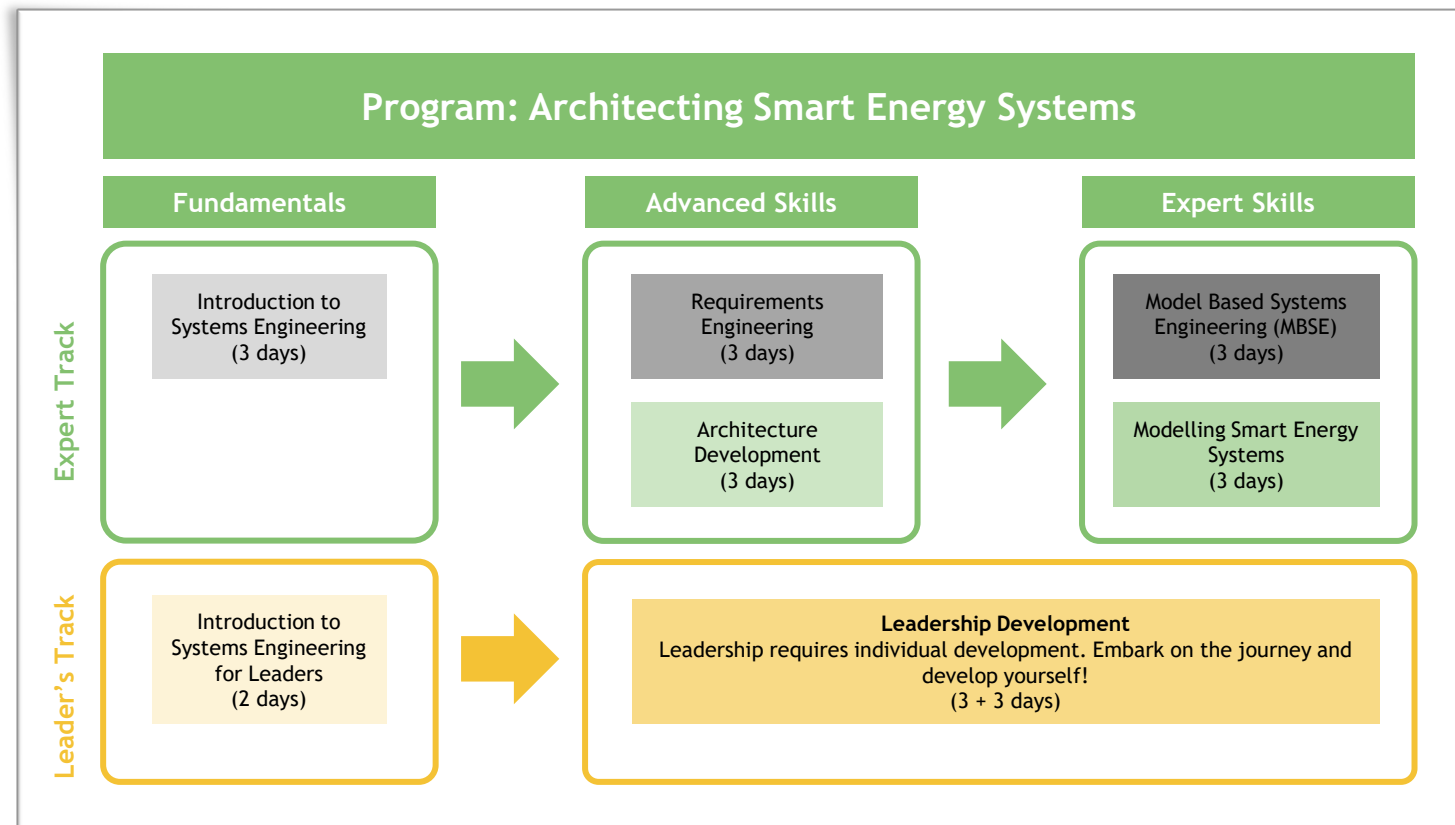 Program: Architecting Smart Energy Systems
Fundamentals
Advanced Skills
Expert Skills
Expert Track
Introduction to
Systems Engineering
(3 days)
Requirements
Engineering
(3 days)
Architecture
Development
(3 days)
Model Based Systems
Engineering (MBSE)
(3 days)
Modelling Smart Energy
Systems
(3 days)
Leader's Track
Introduction to
Systems Engineering
for Leaders
(2 days)
Leadership Development
Leadership requires individual development. Embark on the journey and
develop yourself!
(3 + 3 days)